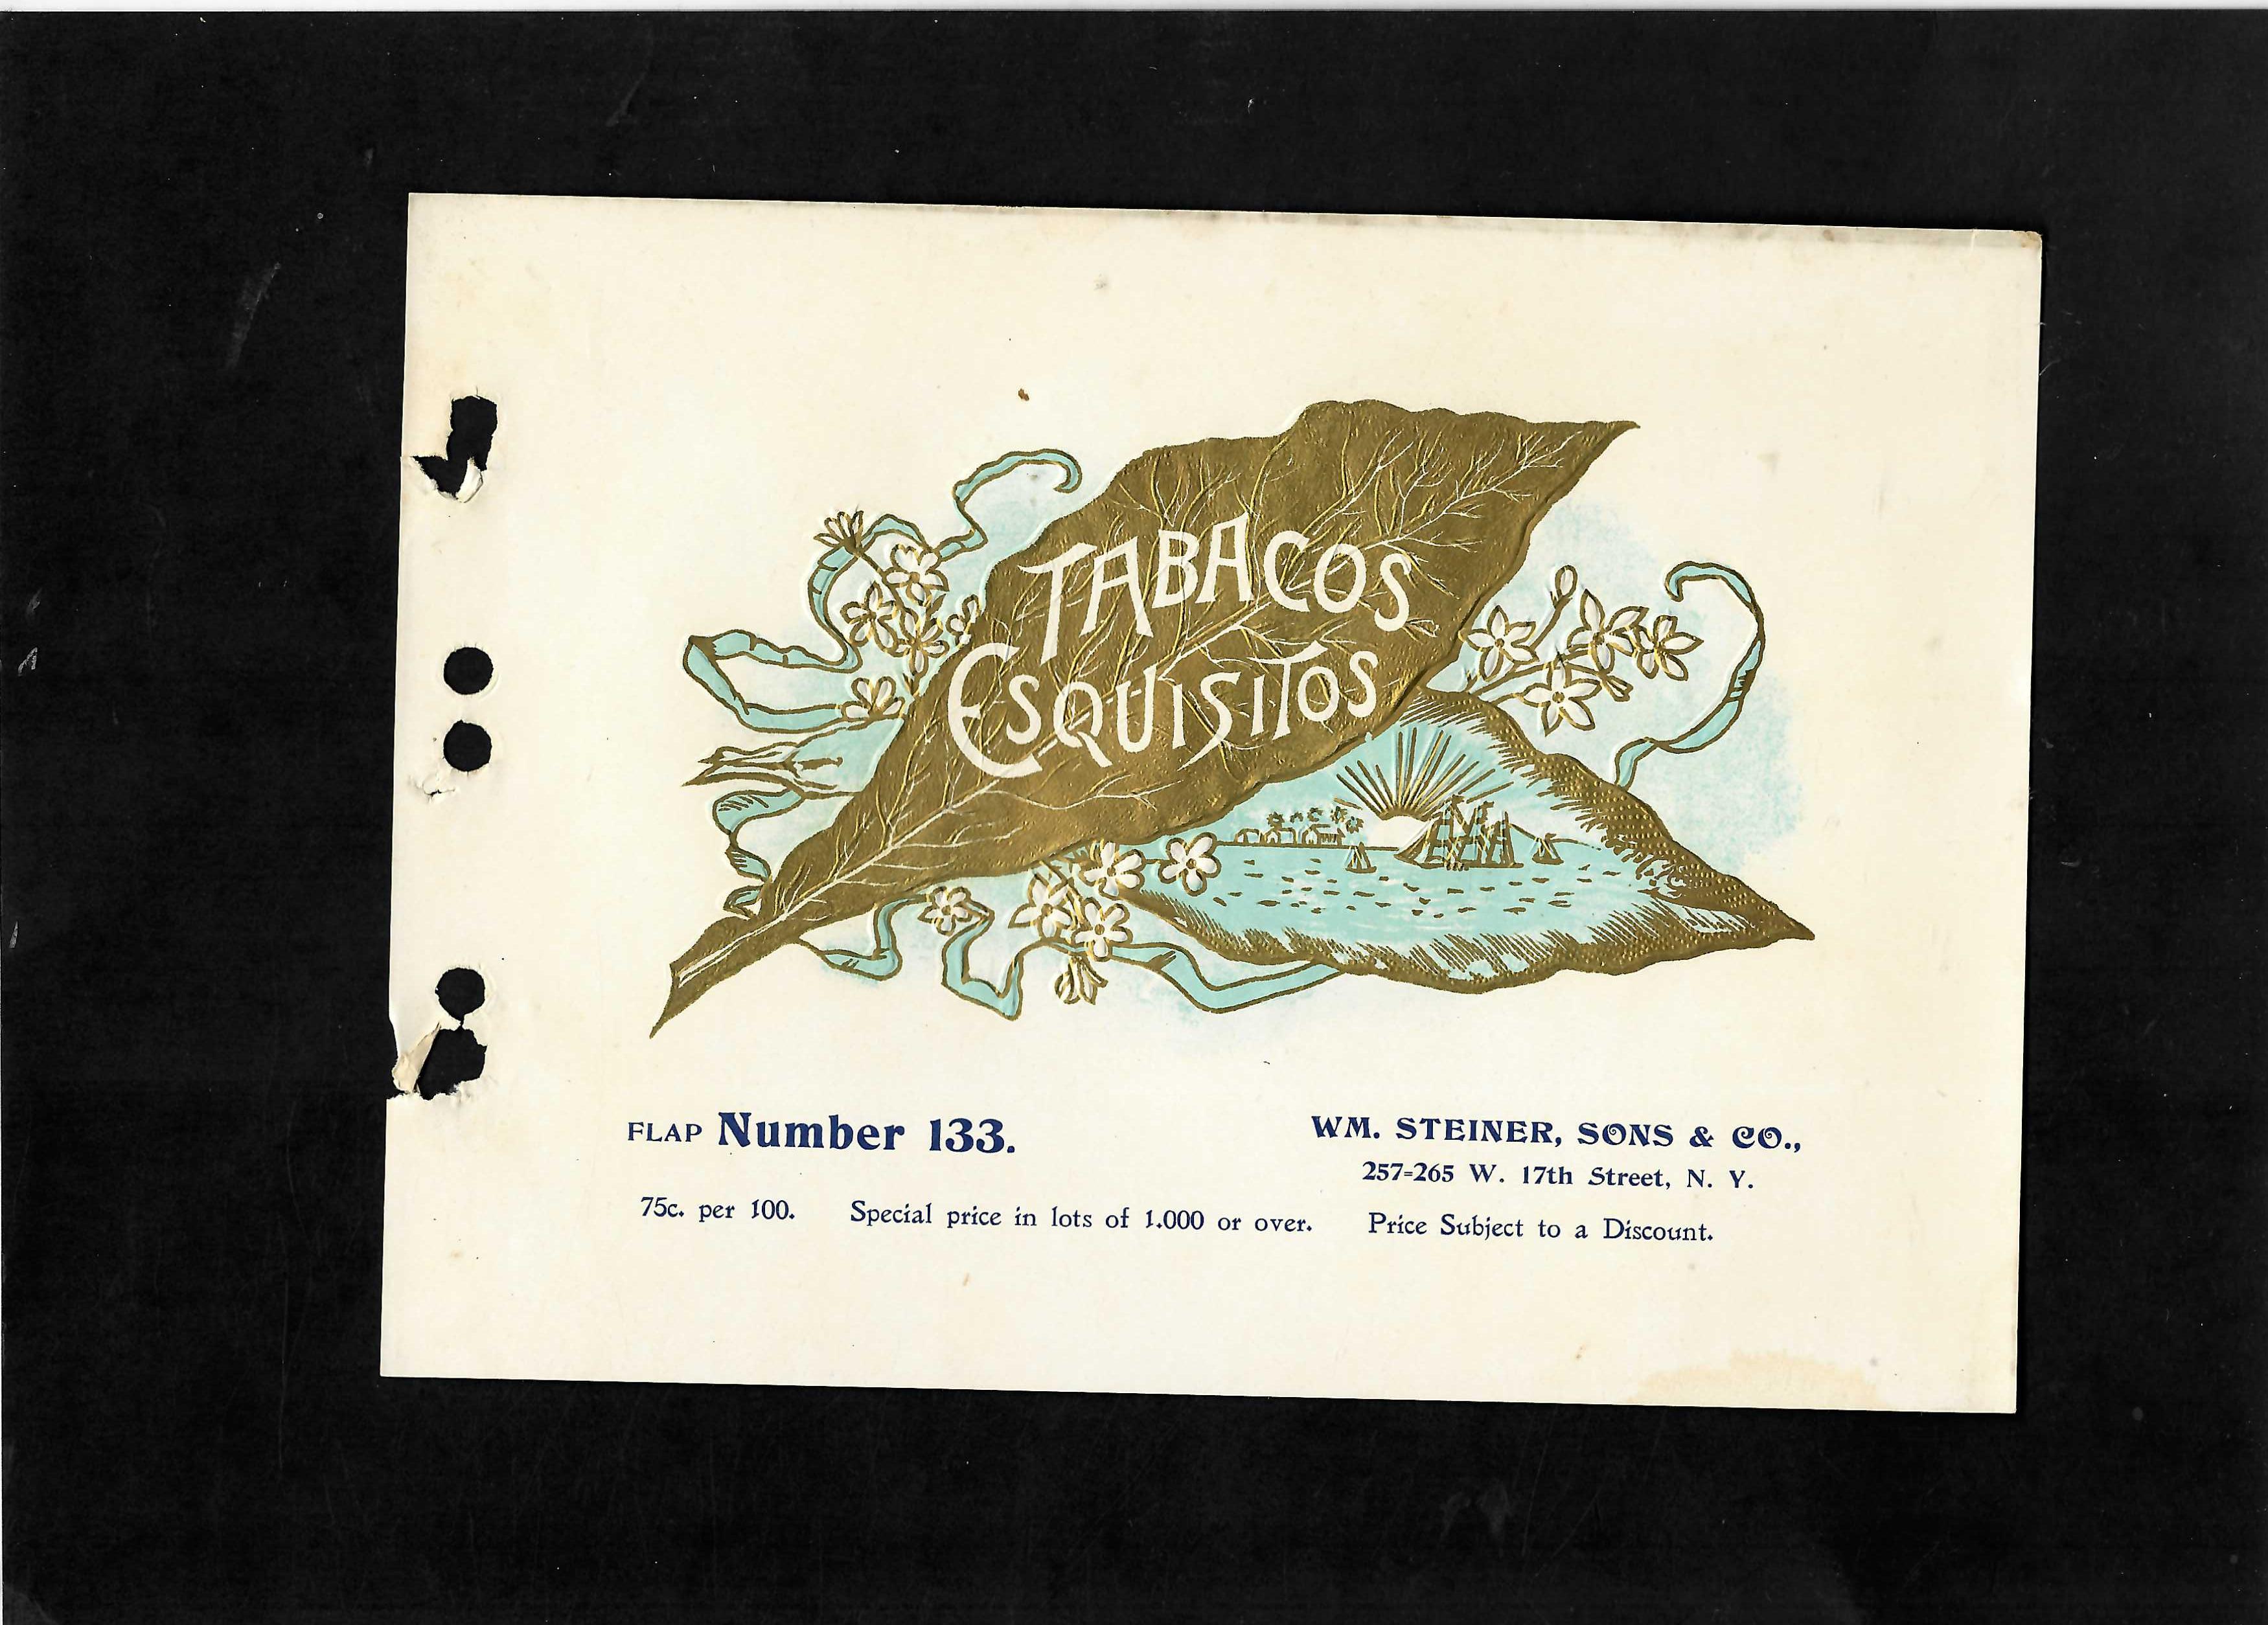 TABACOS
ESQUISITOS
FLAP Number 133.
WM. STEINER, SONS & CO.,
257-265 W. 17th Street, N. Y.
75c. per 100. Special price in lots of 1.000 or over. Price Subject to a Discount.